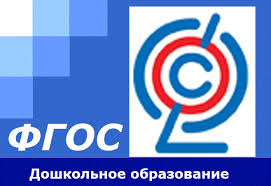 ФГОС
Дошкольное образование